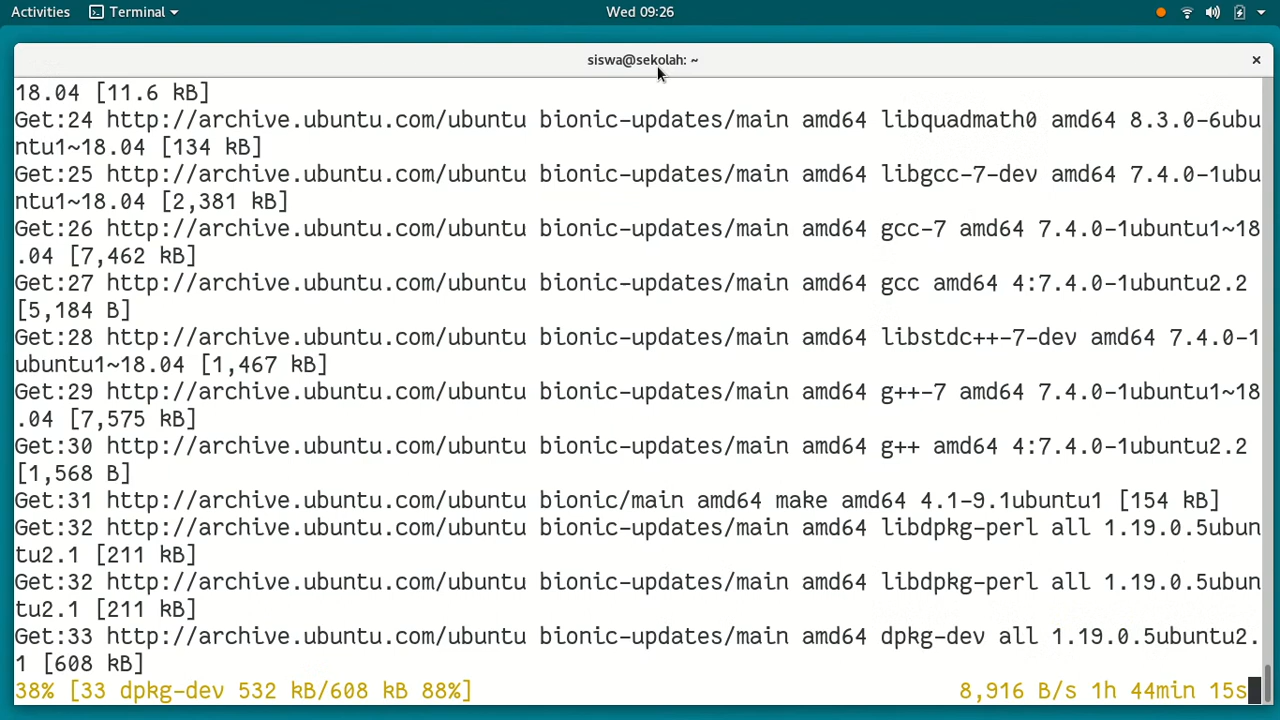 Activities Terminal Wed 09:26
siswa@sekolah: ~
18.04 [11.6 kB]
Get:24 http://archive.ubuntu.com/ubuntu bionic-updates/main amd64 libquadmath0 amd64 8.3.0-6ubu
ntu1~18.04 [134 kB]
Get:25 http://archive.ubuntu.com/ubuntu bionic-updates/main amd64 libgcc-7-dev amd64 7.4.0-1ubu
ntu1~18.04 [2,381 kB]
Get:26 http://archive.ubuntu.com/ubuntu bionic-updates/main amd64 gcc-7 amd64 7.4.0-1ubuntu1~18
.04 [7,462 kB]
Get:27 http://archive.ubuntu.com/ubuntu bionic-updates/main amd64 gcc amd64 4:7.4.0-1ubuntu2.2
[5,184 B]
Get:28 http://archive.ubuntu.com/ubuntu bionic-updates/main amd64 libstdc++-7-dev amd64 7.4.0-1
ubuntu1~18.04 [1,467 kB]
Get:29 http://archive.ubuntu.com/ubuntu bionic-updates/main amd64 g++-7 amd64 7.4.0-1ubuntu1~18
.04 [7,575 kB]
Get:30 http://archive.ubuntu.com/ubuntu bionic-updates/main amd64 g++ amd64 4:7.4.0-1ubuntu2.2
[1,568 B]
Get:31 http://archive.ubuntu.com/ubuntu bionic/main amd64 make amd64 4.1-9.1ubuntu1 [154 kB]
Get:32 http://archive.ubuntu.com/ubuntu bionic-updates/main amd64 libdpkg-perl all 1.19.0.5ubun
tu2.1 [211 kB]
Get:32 http://archive.ubuntu.com/ubuntu bionic-updates/main amd64 libdpkg-perl all 1.19.0.5ubun
tu2.1 [211 kB]
Get:33 http://archive.ubuntu.com/ubuntu bionic-updates/main amd64 dpkg-dev all 1.19.0.5ubuntu2.
1 [608 kB]
38% [33 dpkg-dev 532 kB/608 kB 88%] 8,916 B/s 1h 44min 15s